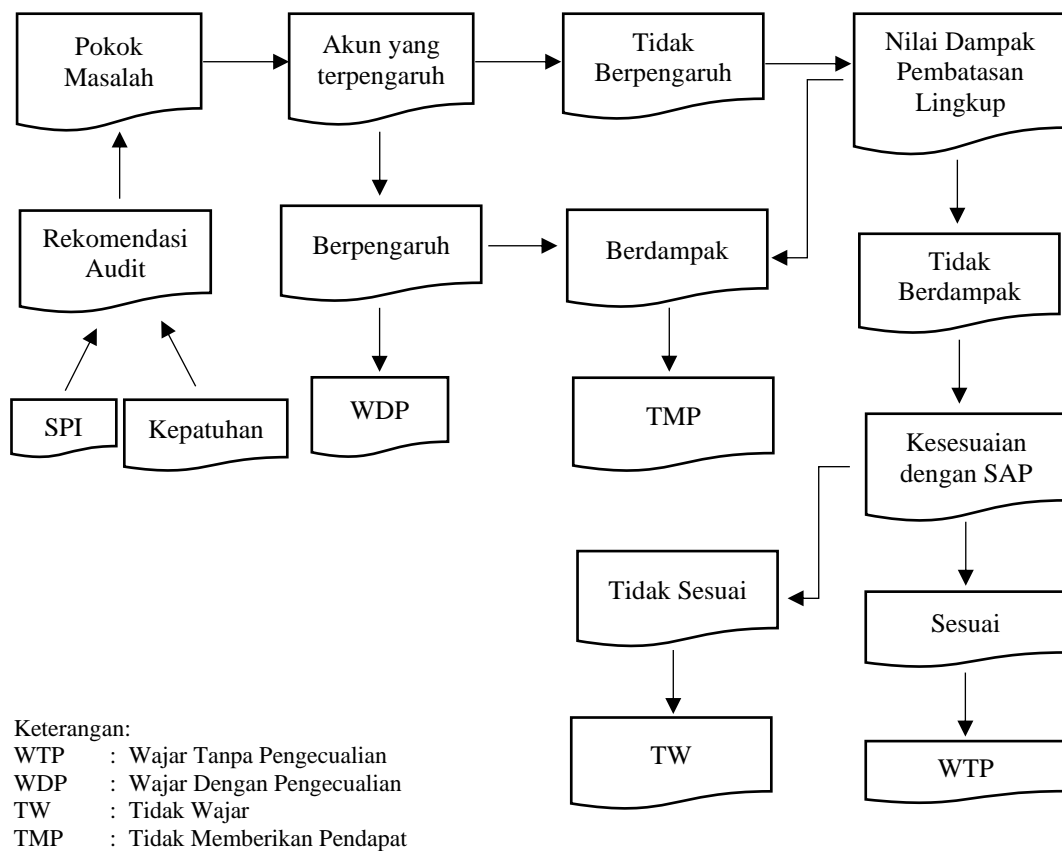 Pokok
Masalah
Akun yang
terpengaruh
Tidak
Berpengaruh
Nilai Dampak
Pembatasan
Lingkup
Rekomendasi
Audit
Berpengaruh
Berdampak
Tidak
Berdampak
SPI
Kepatuhan
WDP
TMP
Kesesuaian
dengan SAP
Tidak Sesuai
Sesuai
TW
WTP
Keterangan:
WTP : Wajar Tanpa Pengecualian
WDP : Wajar Dengan Pengecualian
TW : Tidak Wajar
TMP : Tidak Memberikan Pendapat